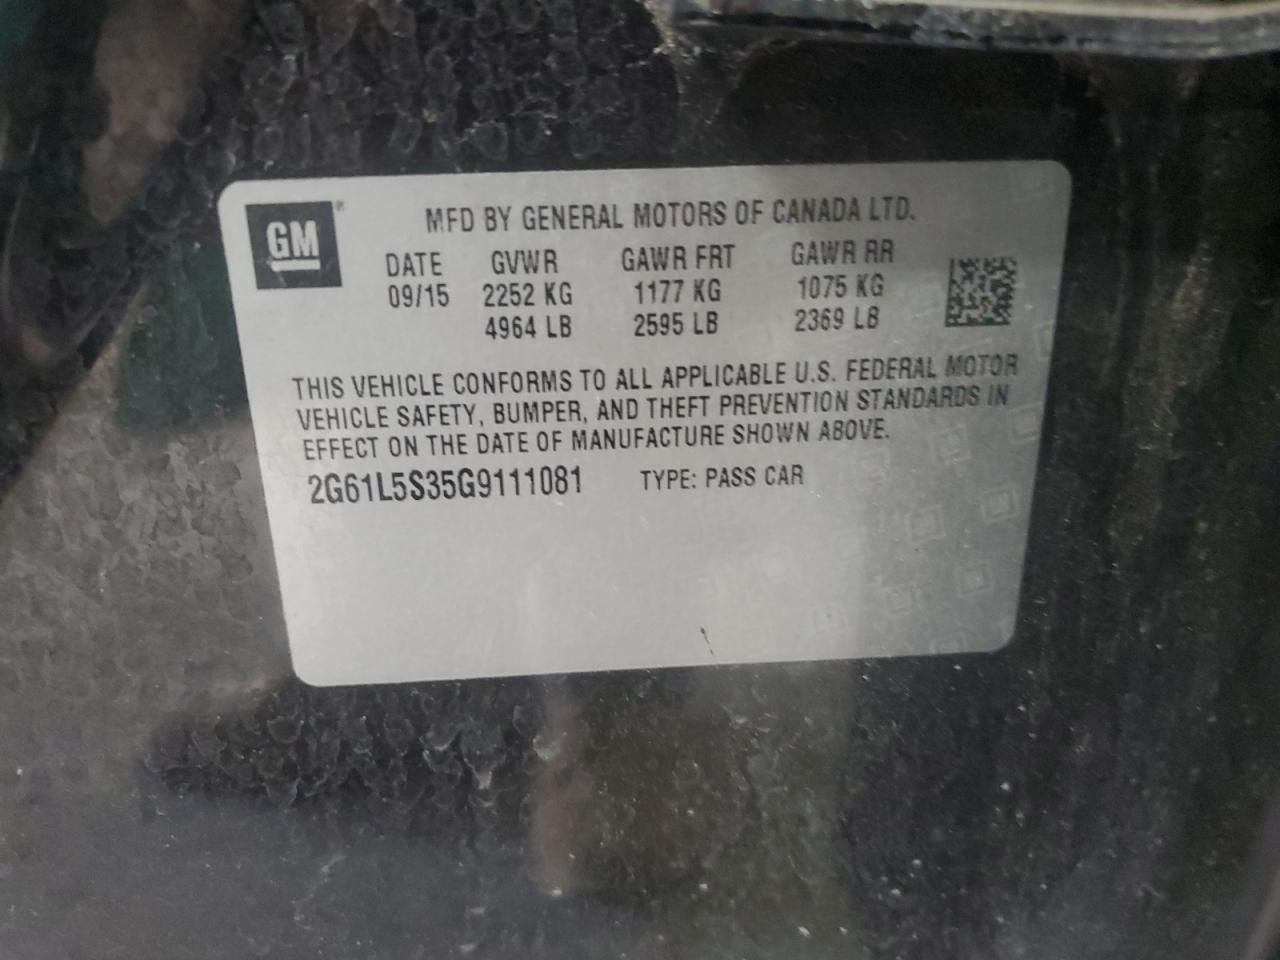 GM®
MFD BY GENERAL MOTORS OF CANADA LTD.
DATE GVWR GAWR FRT GAWR RR
09/15 2252 KG 1177 KG 1075 KG
4964 LB 2595 LB 2369 LB
THIS VEHICLE CONFORMS TO ALL APPLICABLE U.S. FEDERAL MOTOR
VEHICLE SAFETY, BUMPER, AND THEFT PREVENTION STANDARDS IN
EFFECT ON THE DATE OF MANUFACTURE SHOWN ABOVE.
2G61L5S35G9111081 TYPE: PASS CAR